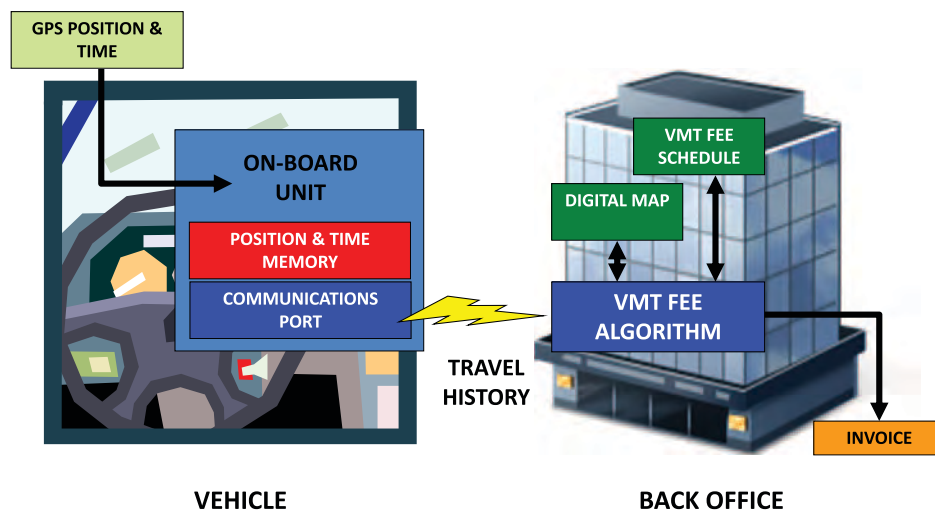 GPS POSITION &
TIME
ON-BOARD
UNIT
POSITION & TIME
MEMORY
COMMUNICATIONS
PORT
TRAVEL
HISTORY
VMT FEE
SCHEDULE
DIGITAL MAP
VMT FEE
ALGORITHM
INVOICE
VEHICLE
BACK OFFICE